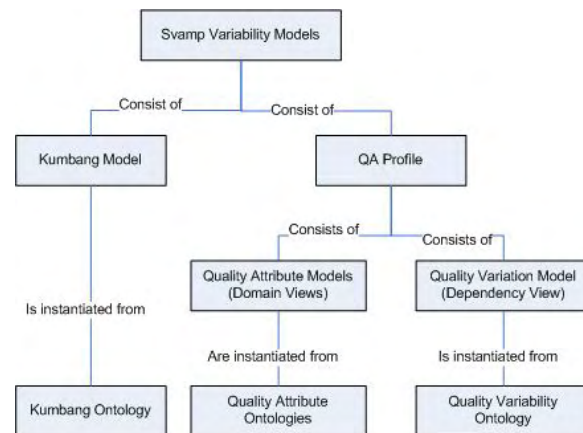 Svamp Variability Models
Consist of
Consist of
Kumbang Model
QA Profile
Consists of
Consists of
Quality Attribute Models
(Domain Views)
Quality Variation Model
(Dependency View)
Is instantiated from
Are instantiated from
Is instantiated from
Kumbang Ontology
Quality Attribute
Ontologies
Quality Variability
Ontology